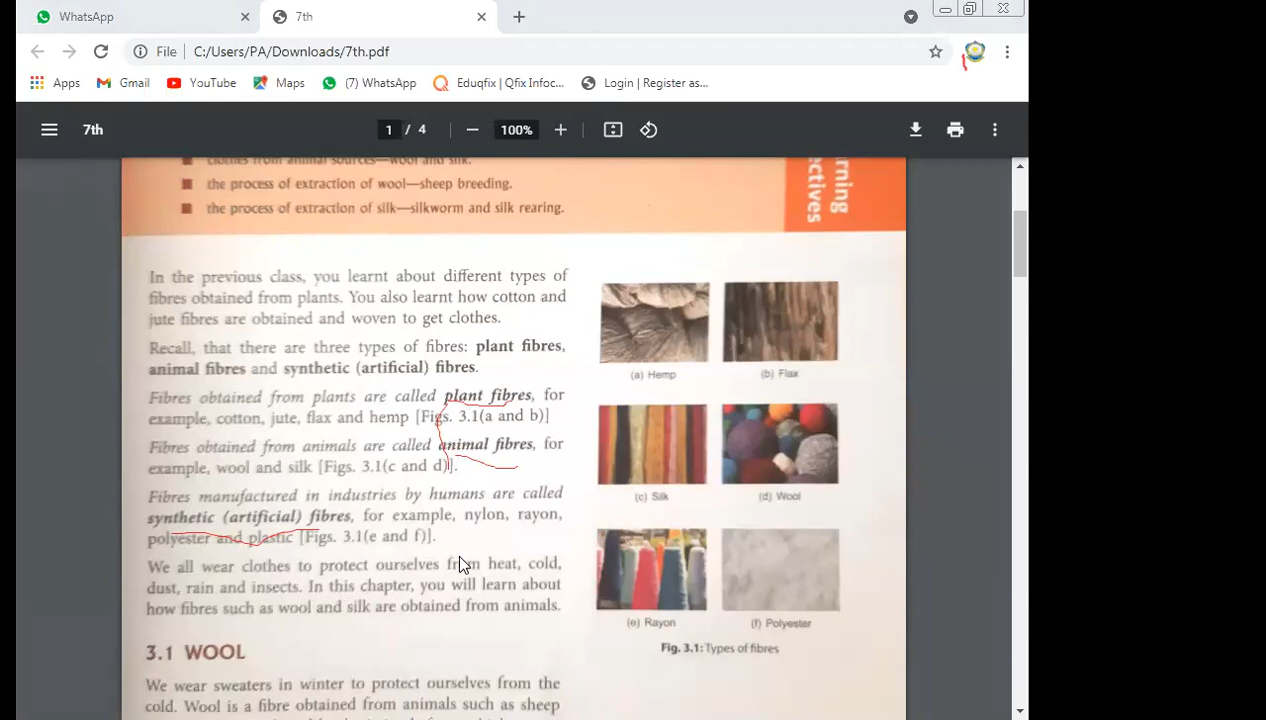 WhatsApp
7th
File C:/Users/PA/Downloads/7th.pdf
Apps Gmail YouTube Maps (7) WhatsApp Eduqfix | Qfix Infoc... Login | Register as...
7th 1 / 4 100%
clothes from animal sources—wool and silk.
the process of extraction of wool—sheep breeding.
the process of extraction of silk—silkworm and silk rearing.
rning
ectives
In the previous class, you learnt about different types of
fibres obtained from plants. You also learnt how cotton and
jute fibres are obtained and woven to get clothes.
Recall, that there are three types of fibres: plant fibres,
animal fibres and synthetic (artificial) fibres.
Fibres obtained from plants are called plant fibres, for
example, cotton, jute, flax and hemp [Figs. 3.1(a and b)]
Fibres obtained from animals are called animal fibres, for
example, wool and silk [Figs. 3.1(c and d)].
Fibres manufactured in industries by humans are called
synthetic (artificial) fibres, for example, nylon, rayon,
polyester and plastic [Figs. 3.1(e and f)].
We all wear clothes to protect ourselves from heat, cold,
dust, rain and insects. In this chapter, you will learn about
how fibres such as wool and silk are obtained from animals.
3.1 WOOL
We wear sweaters in winter to protect ourselves from the
cold. Wool is a fibre obtained from animals such as sheep
(a) Hemp
(b) Flax
(c) Silk
(d) Wool
(e) Rayon
(f) Polyester
Fig. 3.1: Types of fibres